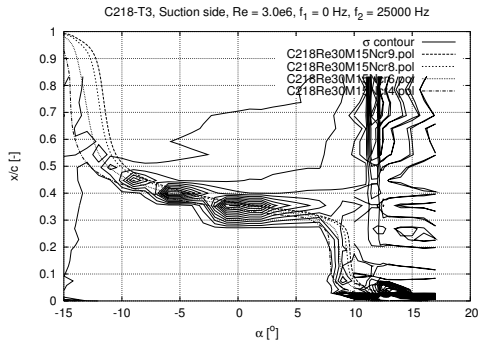 C218-T3, Suction side, Re = 3.0e6, f1 = 0 Hz, f2 = 25000 Hz
σ contour
C218Re30M15Ncr9.pol
C218Re30M15Ncr8.pol
C218Re30M15Ncr6.pol
C218Re30M15Ncr4.pol
x/c [-]
1
0.9
0.8
0.7
0.6
0.5
0.4
0.3
0.2
0.1
0
-15 -10 -5 0 5 10 15 20
α [°]